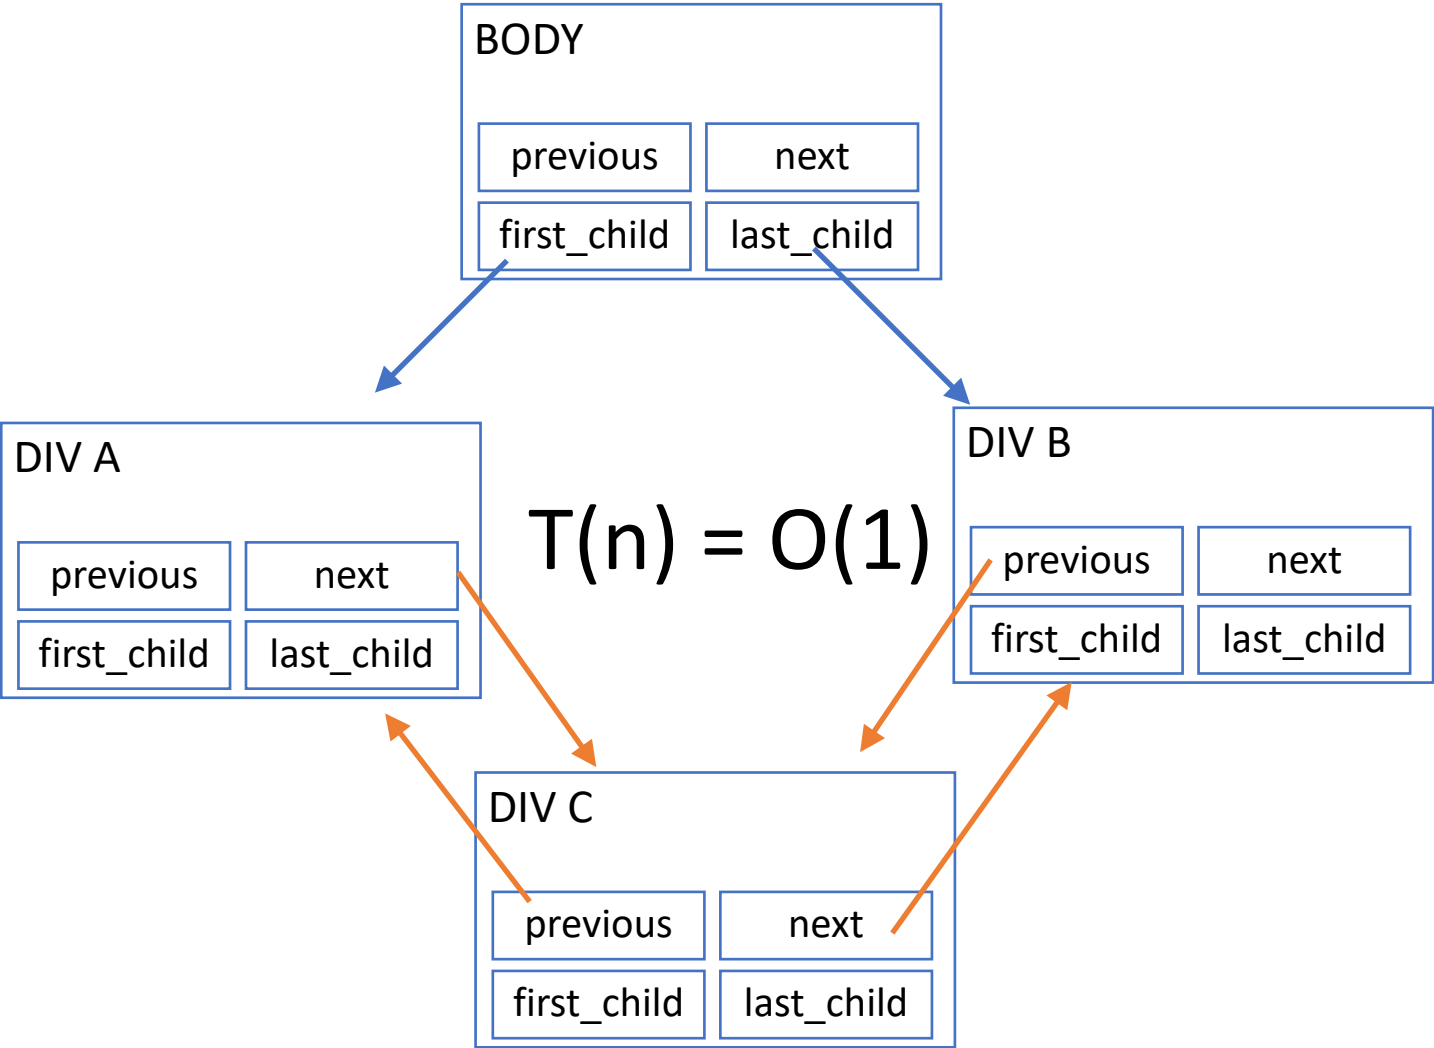 BODY
previous next
first_child last_child
DIV A
previous next
first_child last_child
T(n) = O(1)
DIV B
previous next
first_child last_child
DIV C
previous next
first_child last_child